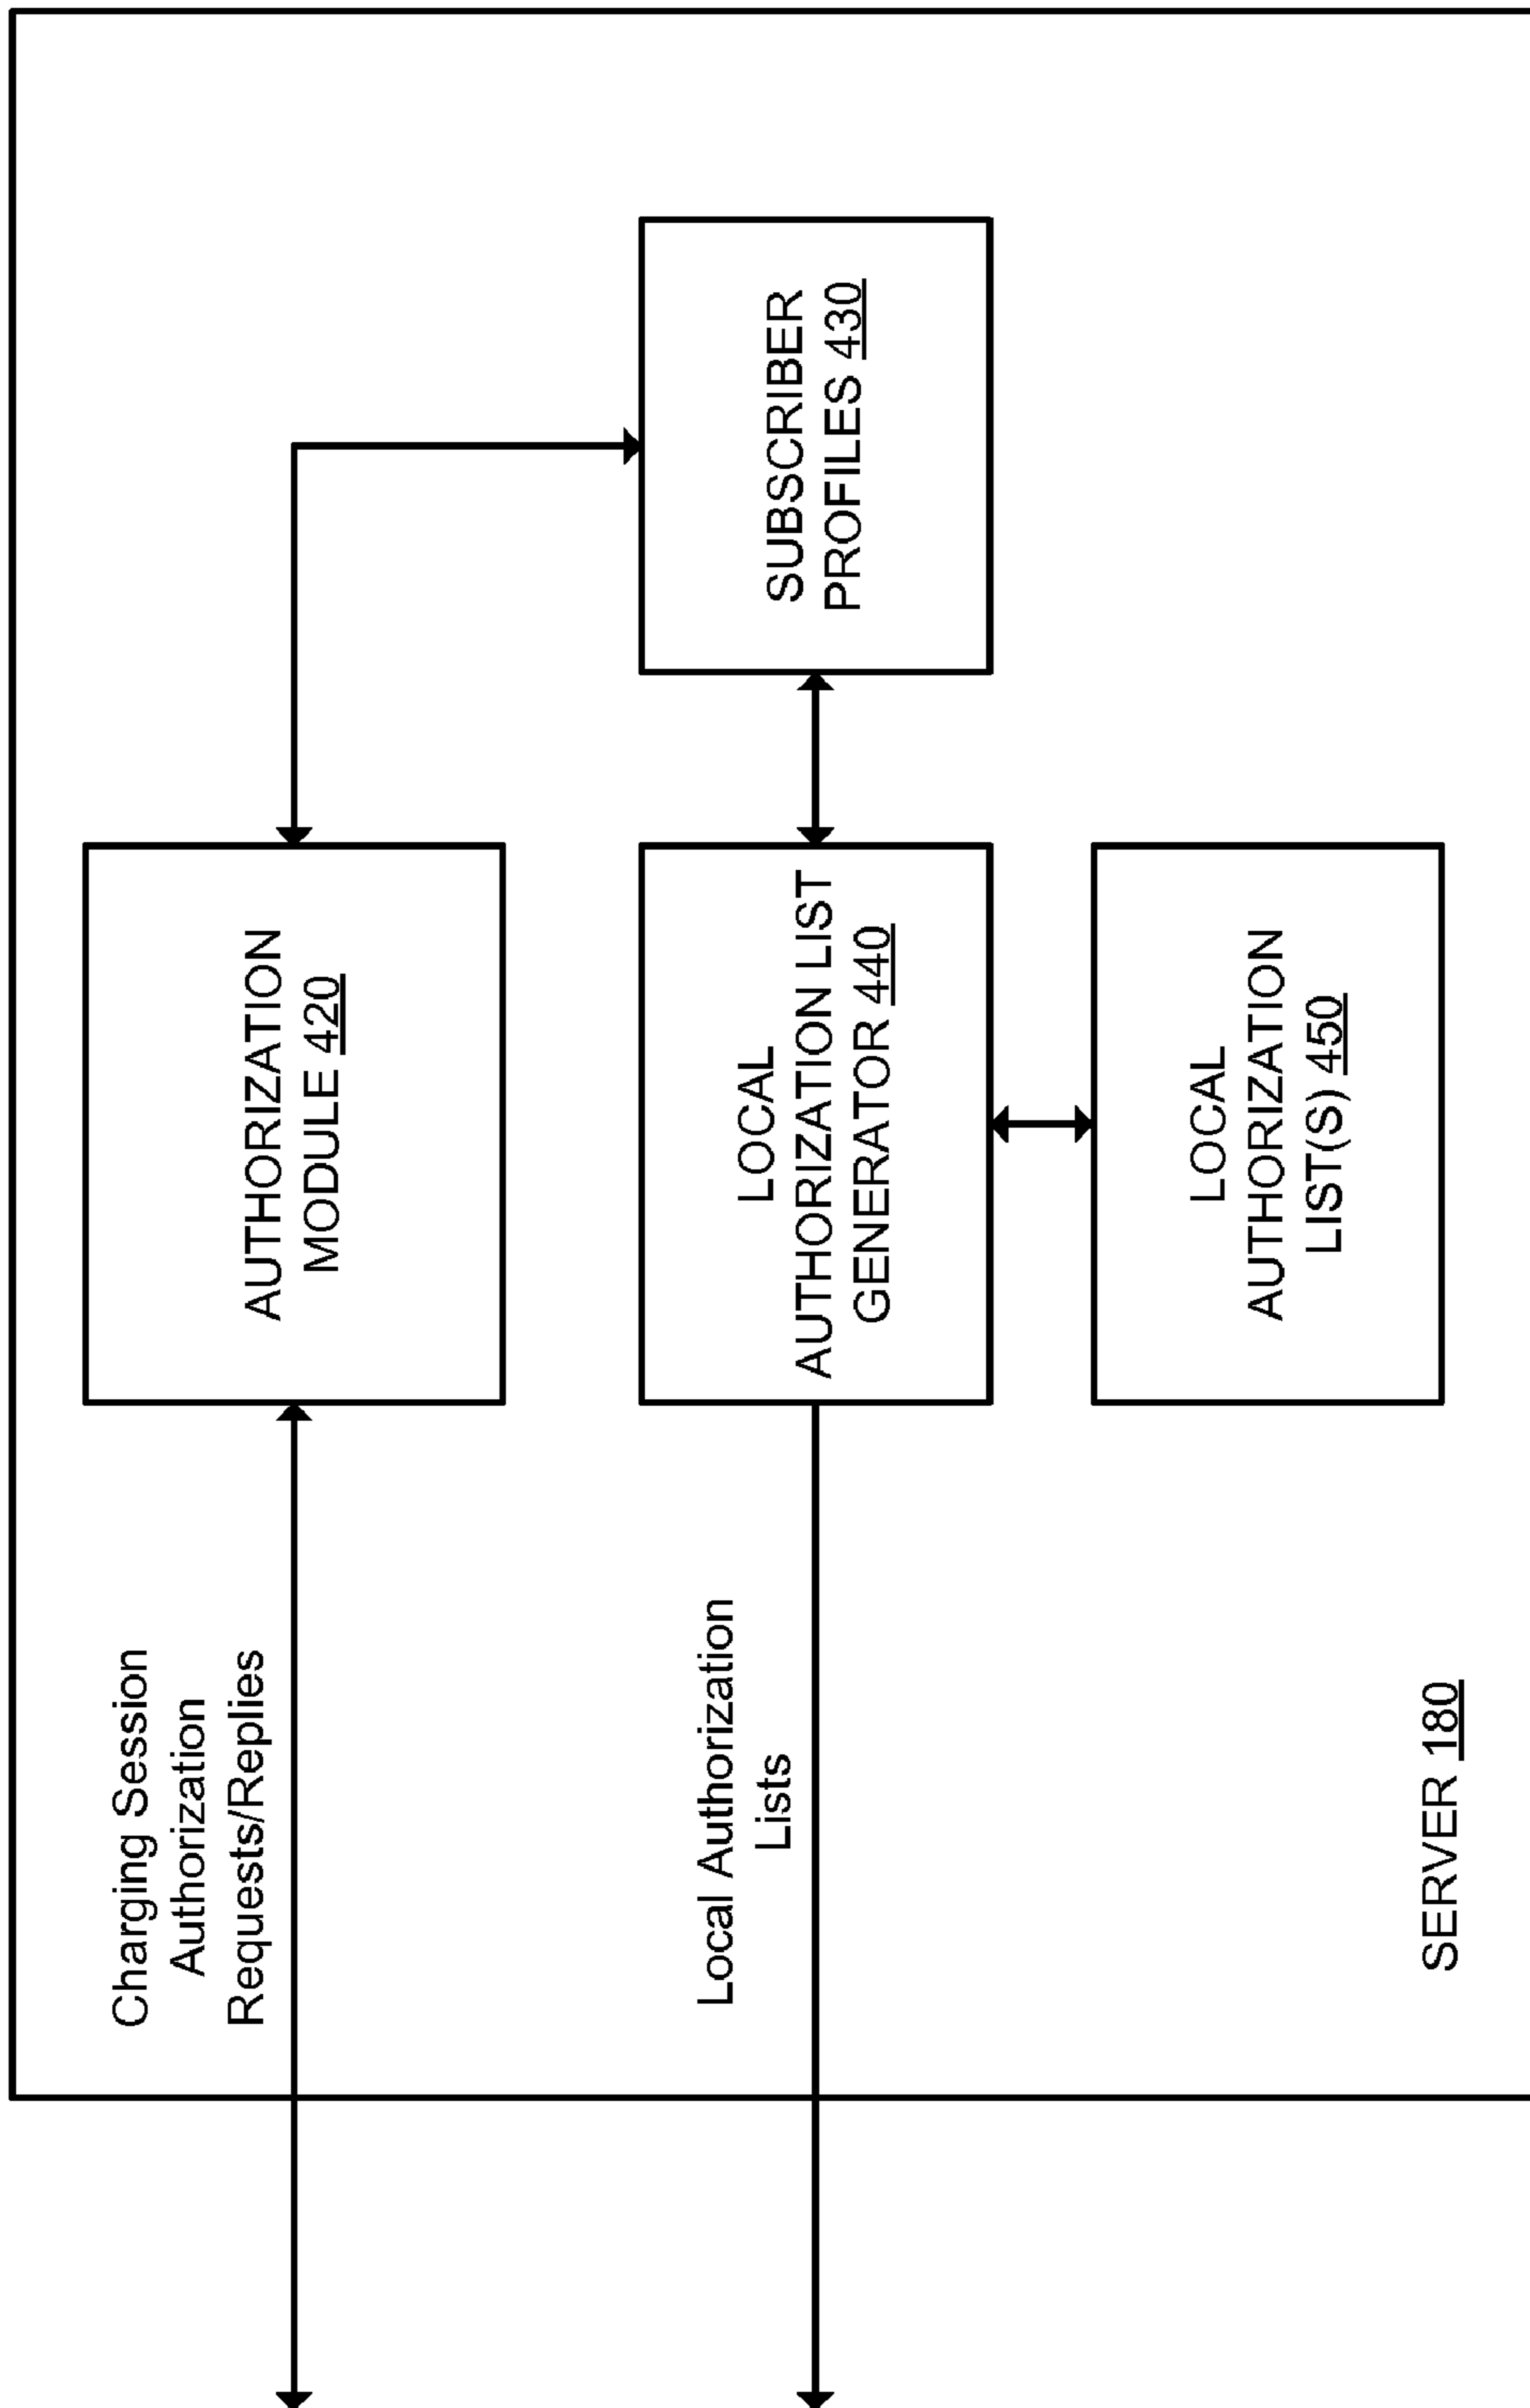 Charging Session
Authorization
Requests/Replies
AUTHORIZATION
MODULE 420
Local Authorization
Lists
LOCAL
AUTHORIZATION LIST
GENERATOR 440
SUBSCRIBER
PROFILES 430
LOCAL
AUTHORIZATION
LIST(S) 450
SERVER 180